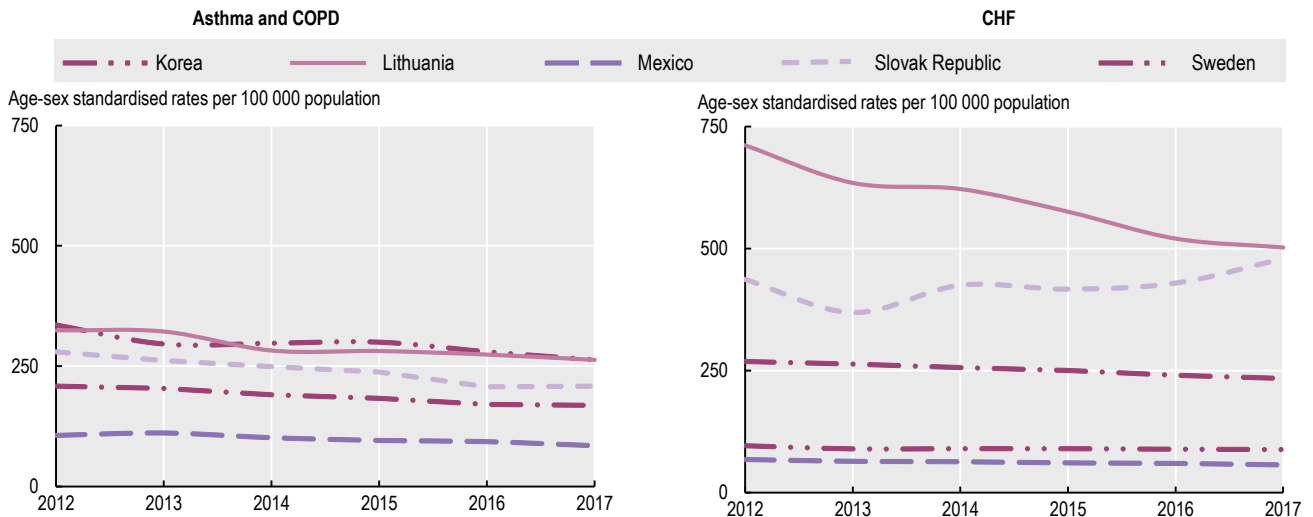 Asthma and COPD
CHF
Korea
Lithuania
Mexico
Slovak Republic
Sweden
Age-sex standardised rates per 100 000 population
750
500
250
0
2012
2013
2014
2015
2016
2017
Age-sex standardised rates per 100 000 population
750
500
250
0
2012
2013
2014
2015
2016
2017